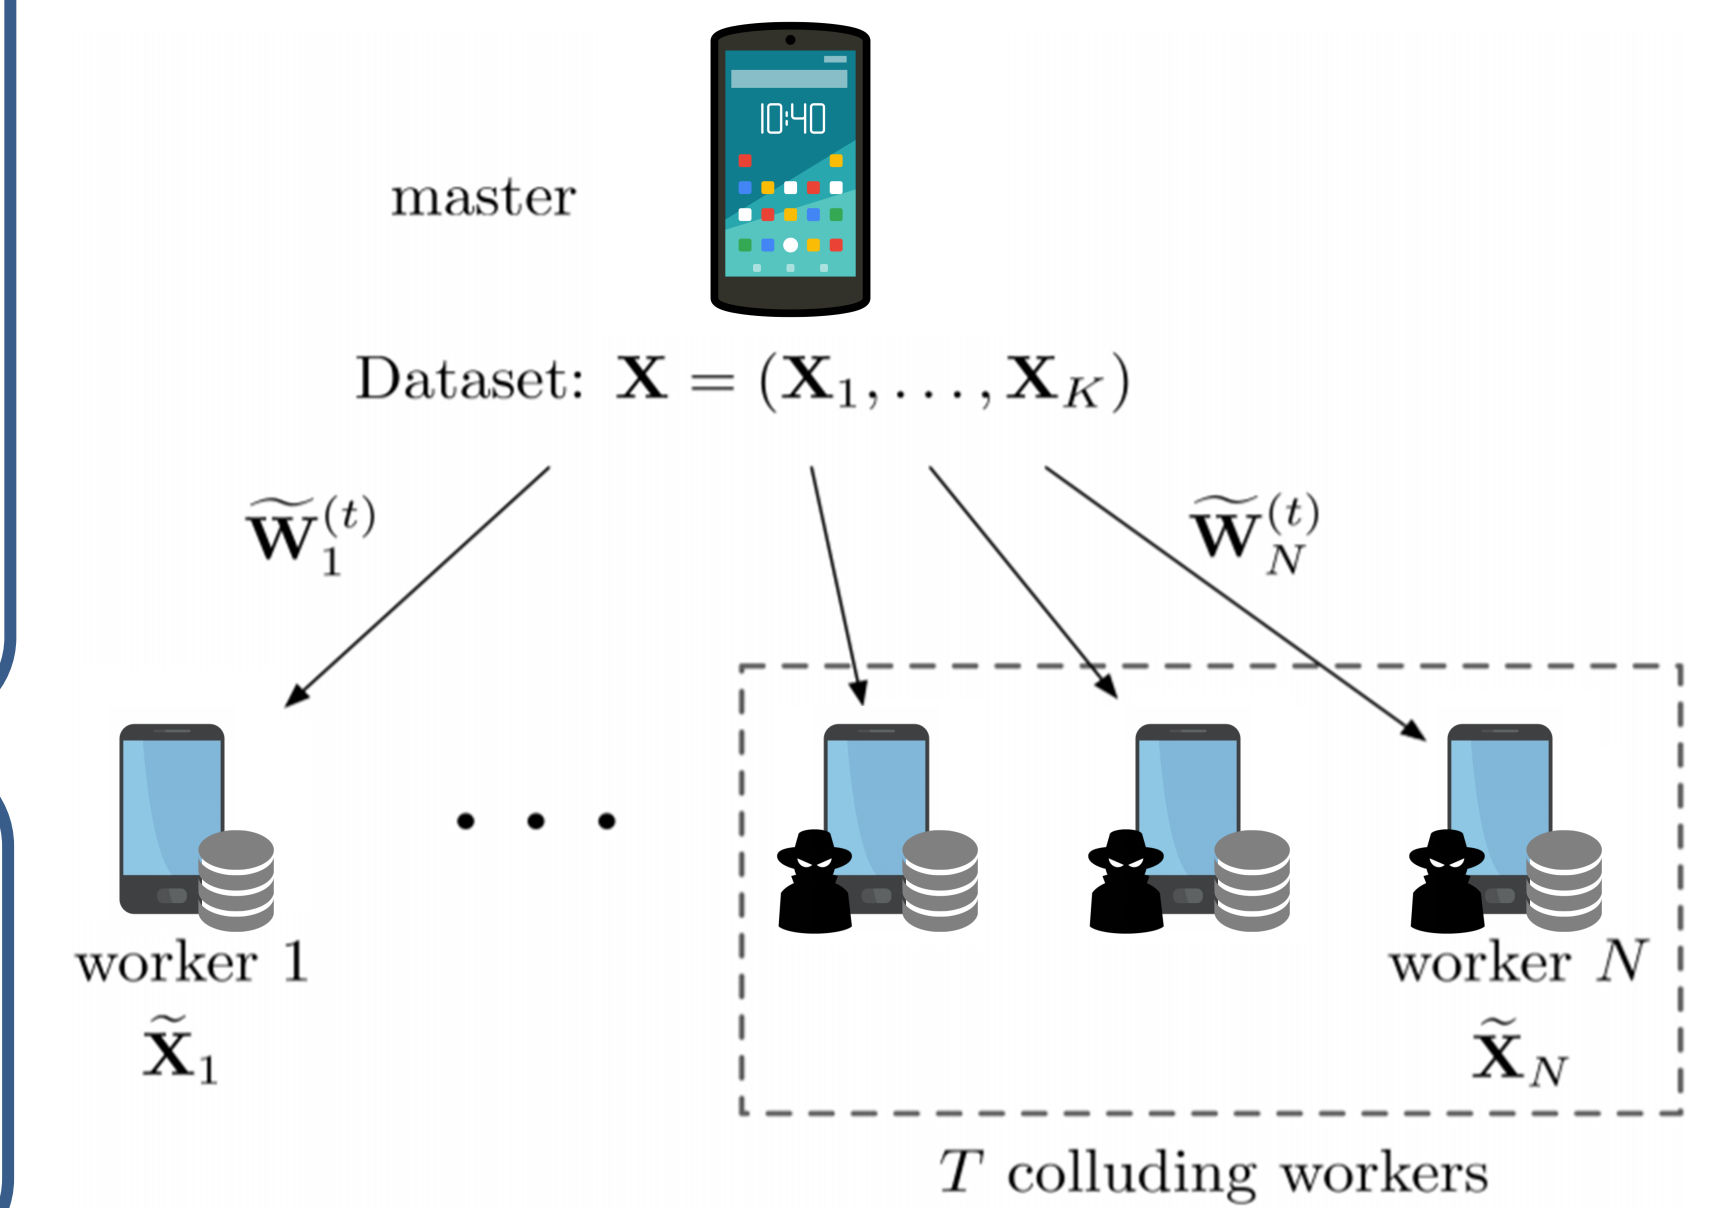 10:40
master
Dataset: X = (X₁, . . . , X_K)
W̃₁^(t)
W̃_N^(t)
worker 1
worker N
X̃₁
X̃_N
T colluding workers